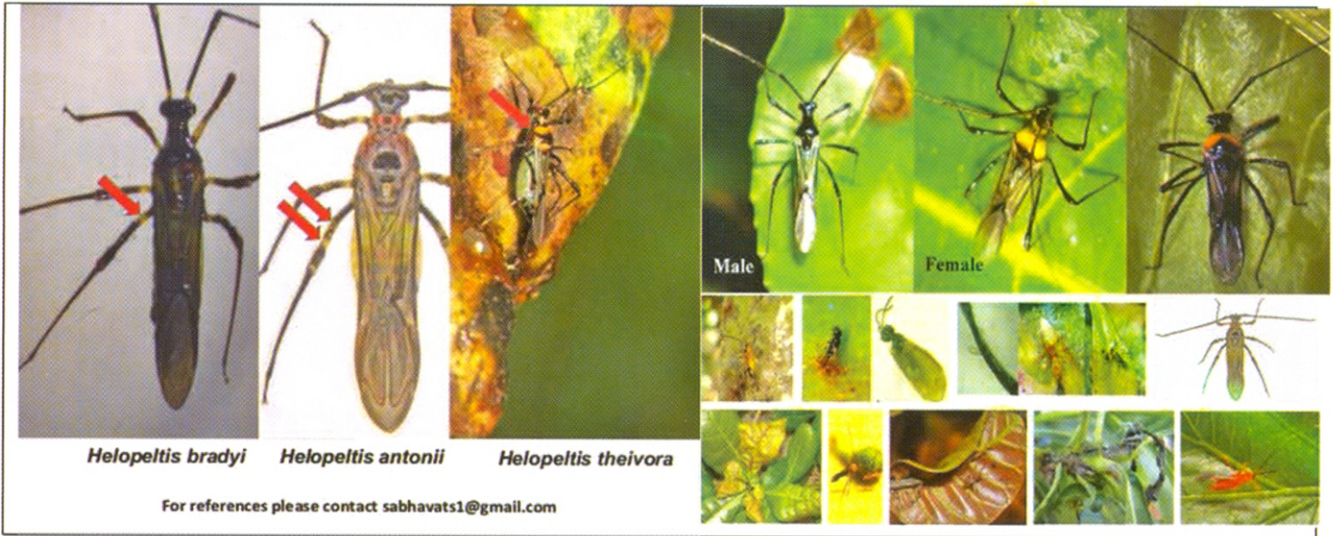 Male
Female
Helopeltis bradyi
Helopeltis antonii
Helopeltis theivora
For references please contact sabhavats1@gmail.com